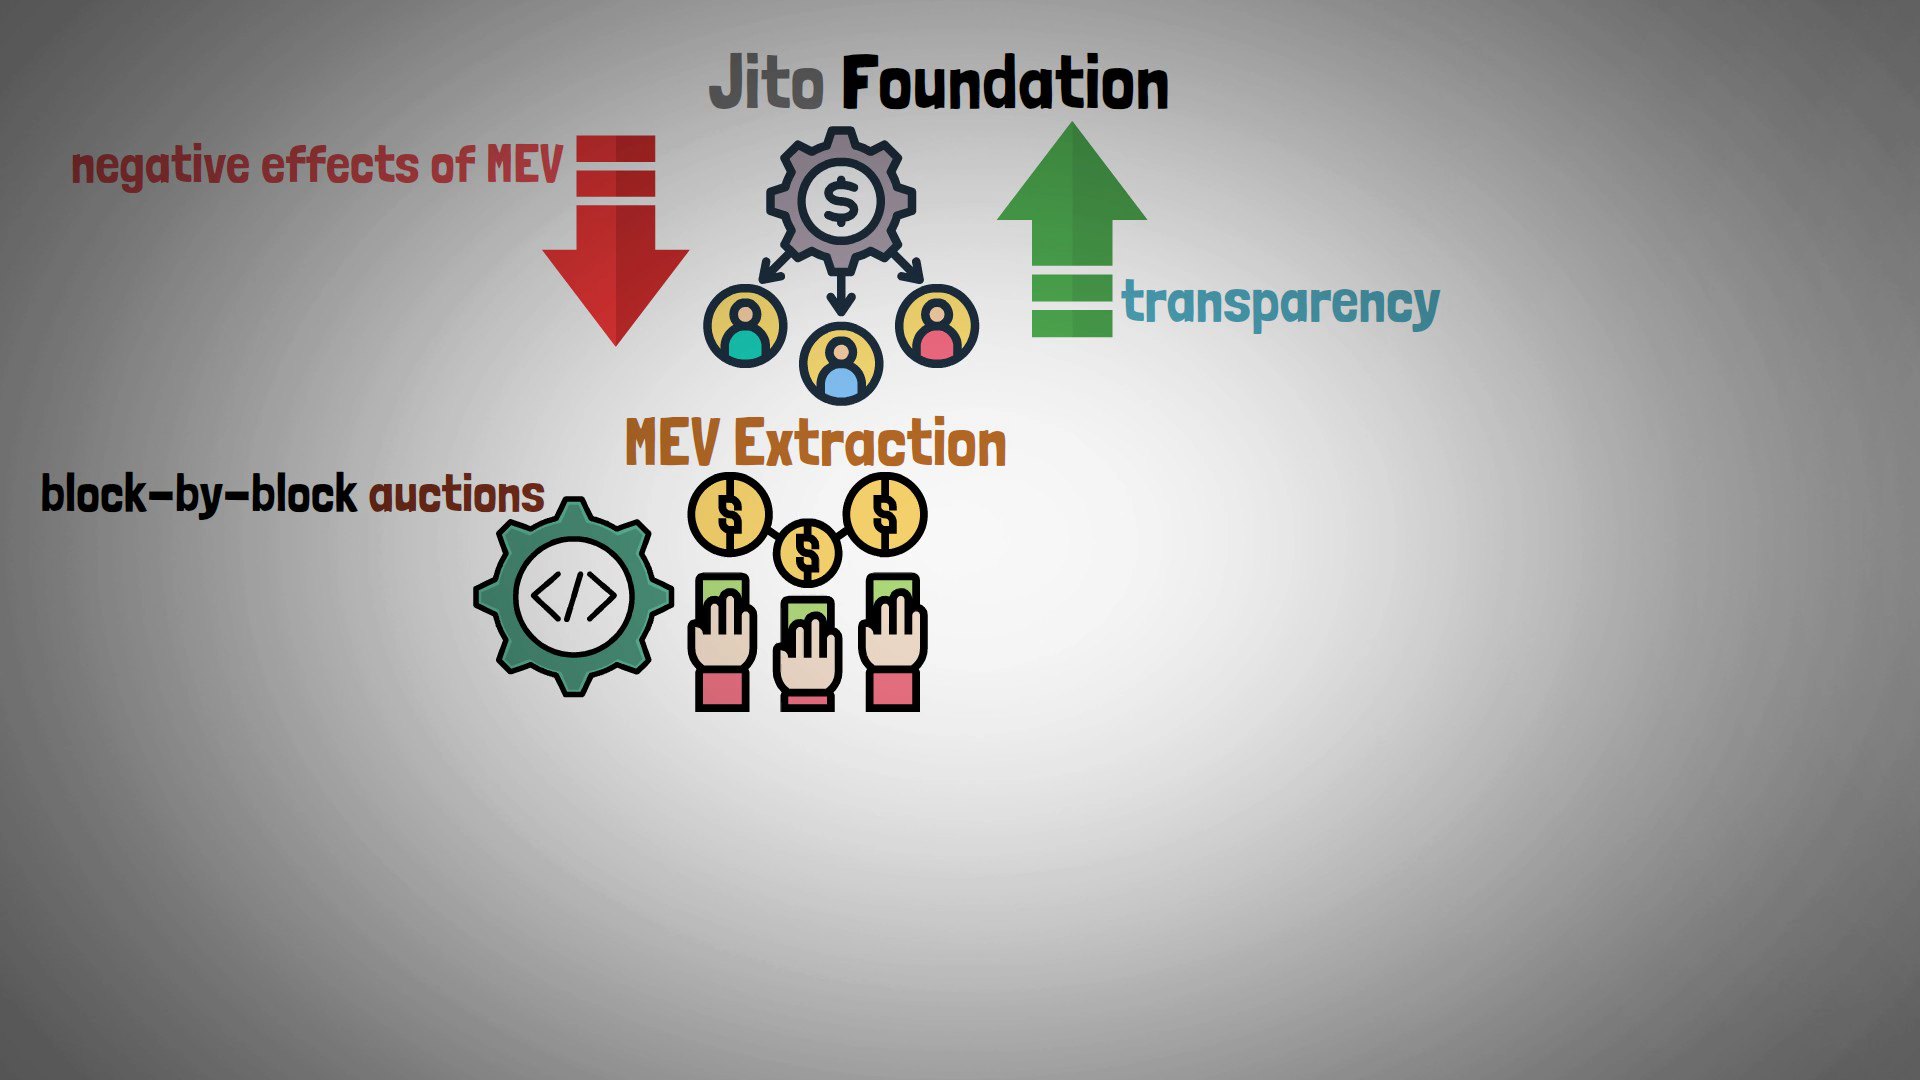 Jito Foundation
negative effects of MEV
transparency
MEV Extraction
block-by-block auctions